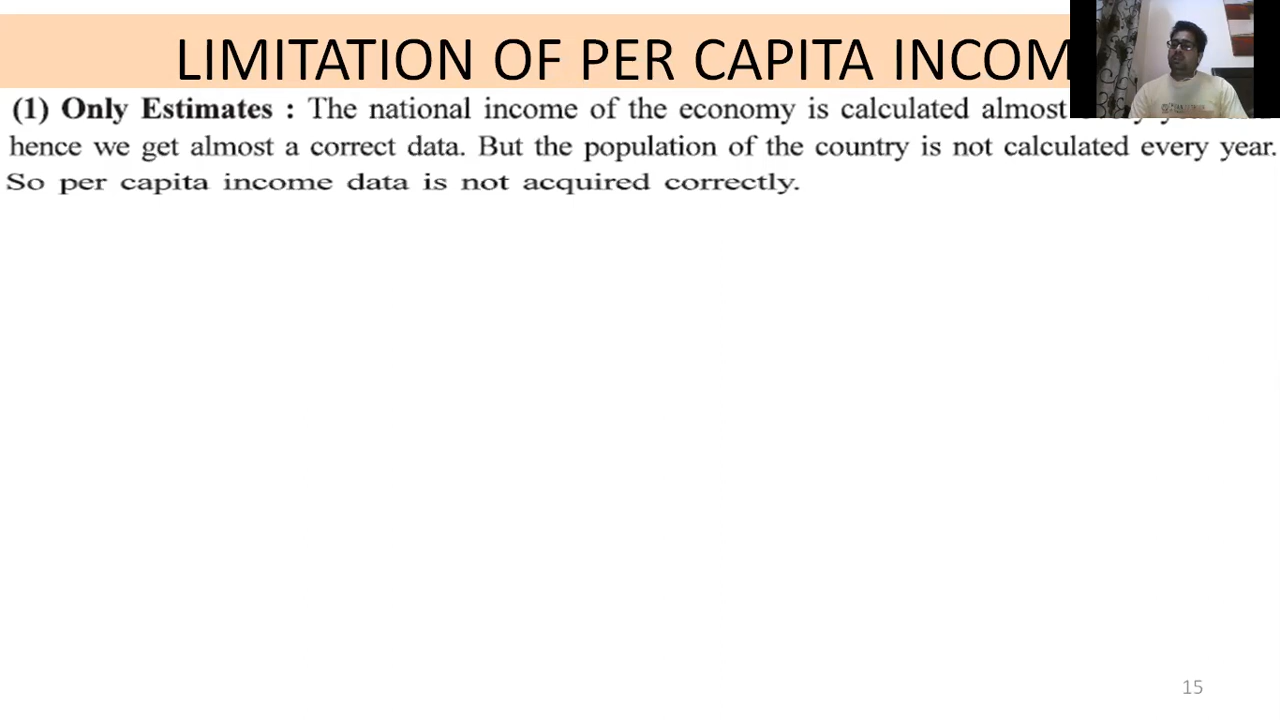 LIMITATION OF PER CAPITA INCOM
(1) Only Estimates : The national income of the economy is calculated almost
hence we get almost a correct data. But the population of the country is not calculated every year.
So per capita income data is not acquired correctly.
15